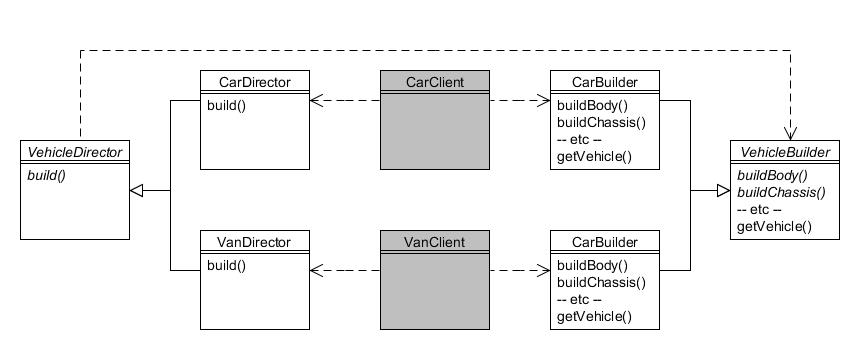 CarDirector
build()
CarClient
CarBuilder
buildBody()
buildChassis()
-- etc --
getVehicle()
VehicleDirector
build()
VehicleBuilder
buildBody()
buildChassis()
-- etc --
getVehicle()
VanDirector
build()
VanClient
CarBuilder
buildBody()
buildChassis()
-- etc --
getVehicle()